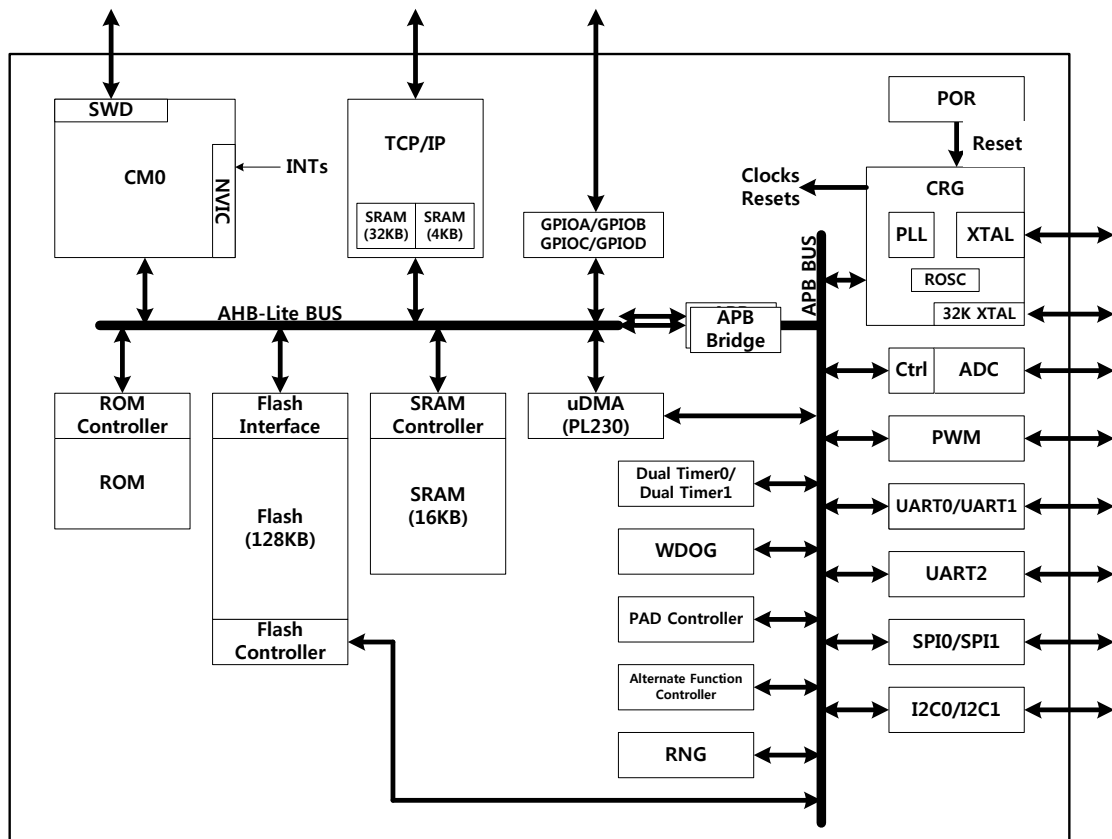 SWD
CM0
NVIC
INTs
TCP/IP
SRAM
(32KB)
SRAM
(4KB)
GPIOA/GPIOB
GPIOC/GPIOD
POR
Reset
Clocks
Resets
CRG
PLL
XTAL
ROSC
32K XTAL
AHB-Lite BUS
APB BUS
APB
Bridge
ROM
Controller
ROM
Flash
Interface
Flash
(128KB)
Flash
Controller
SRAM
Controller
SRAM
(16KB)
uDMA
(PL230)
Dual Timer0/
Dual Timer1
WDOG
PAD Controller
Alternate Function
Controller
RNG
Ctrl
ADC
PWM
UART0/UART1
UART2
SPI0/SPI1
I2C0/I2C1